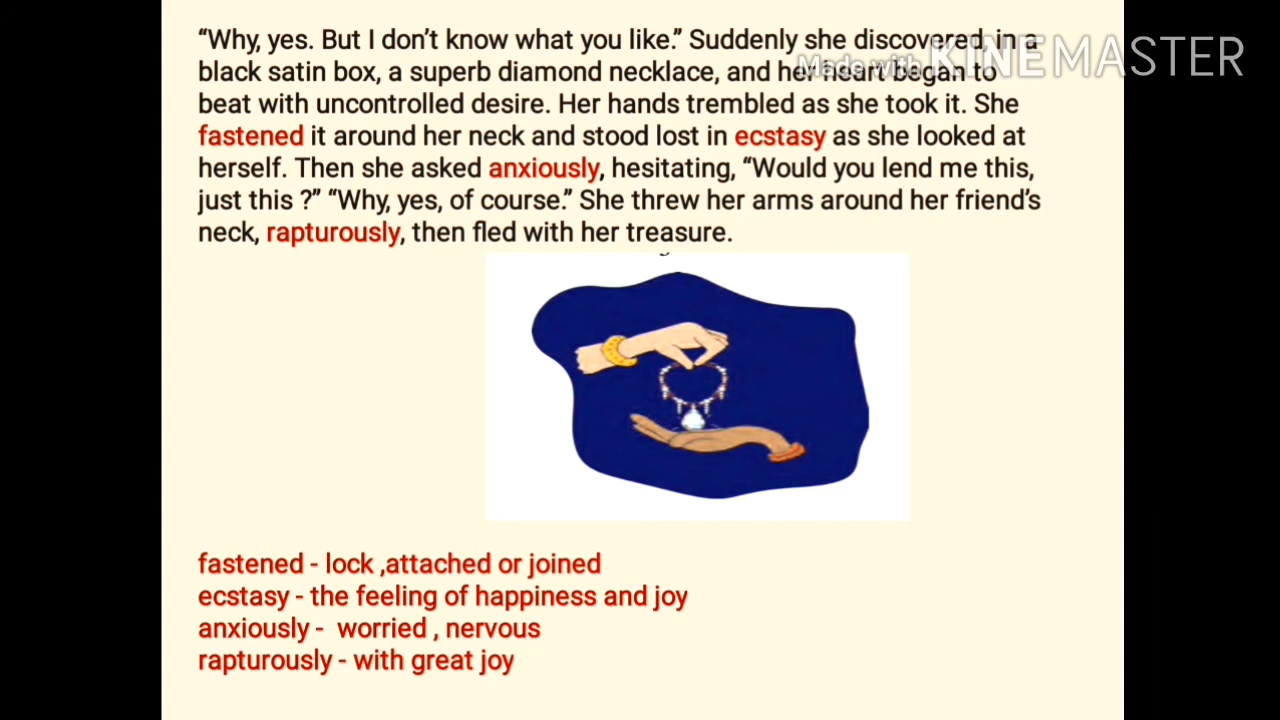 “Why, yes. But I don’t know what you like.” Suddenly she discovered, in a
Made with KINEMASTER
black satin box, a superb diamond necklace, and her heart began to
beat with uncontrolled desire. Her hands trembled as she took it. She
fastened it around her neck and stood lost in ecstasy as she looked at
herself. Then she asked anxiously, hesitating, “Would you lend me this,
just this ?” “Why, yes, of course.” She threw her arms around her friend’s
neck, rapturously, then fled with her treasure.
fastened - lock ,attached or joined
ecstasy - the feeling of happiness and joy
anxiously - worried , nervous
rapturously - with great joy